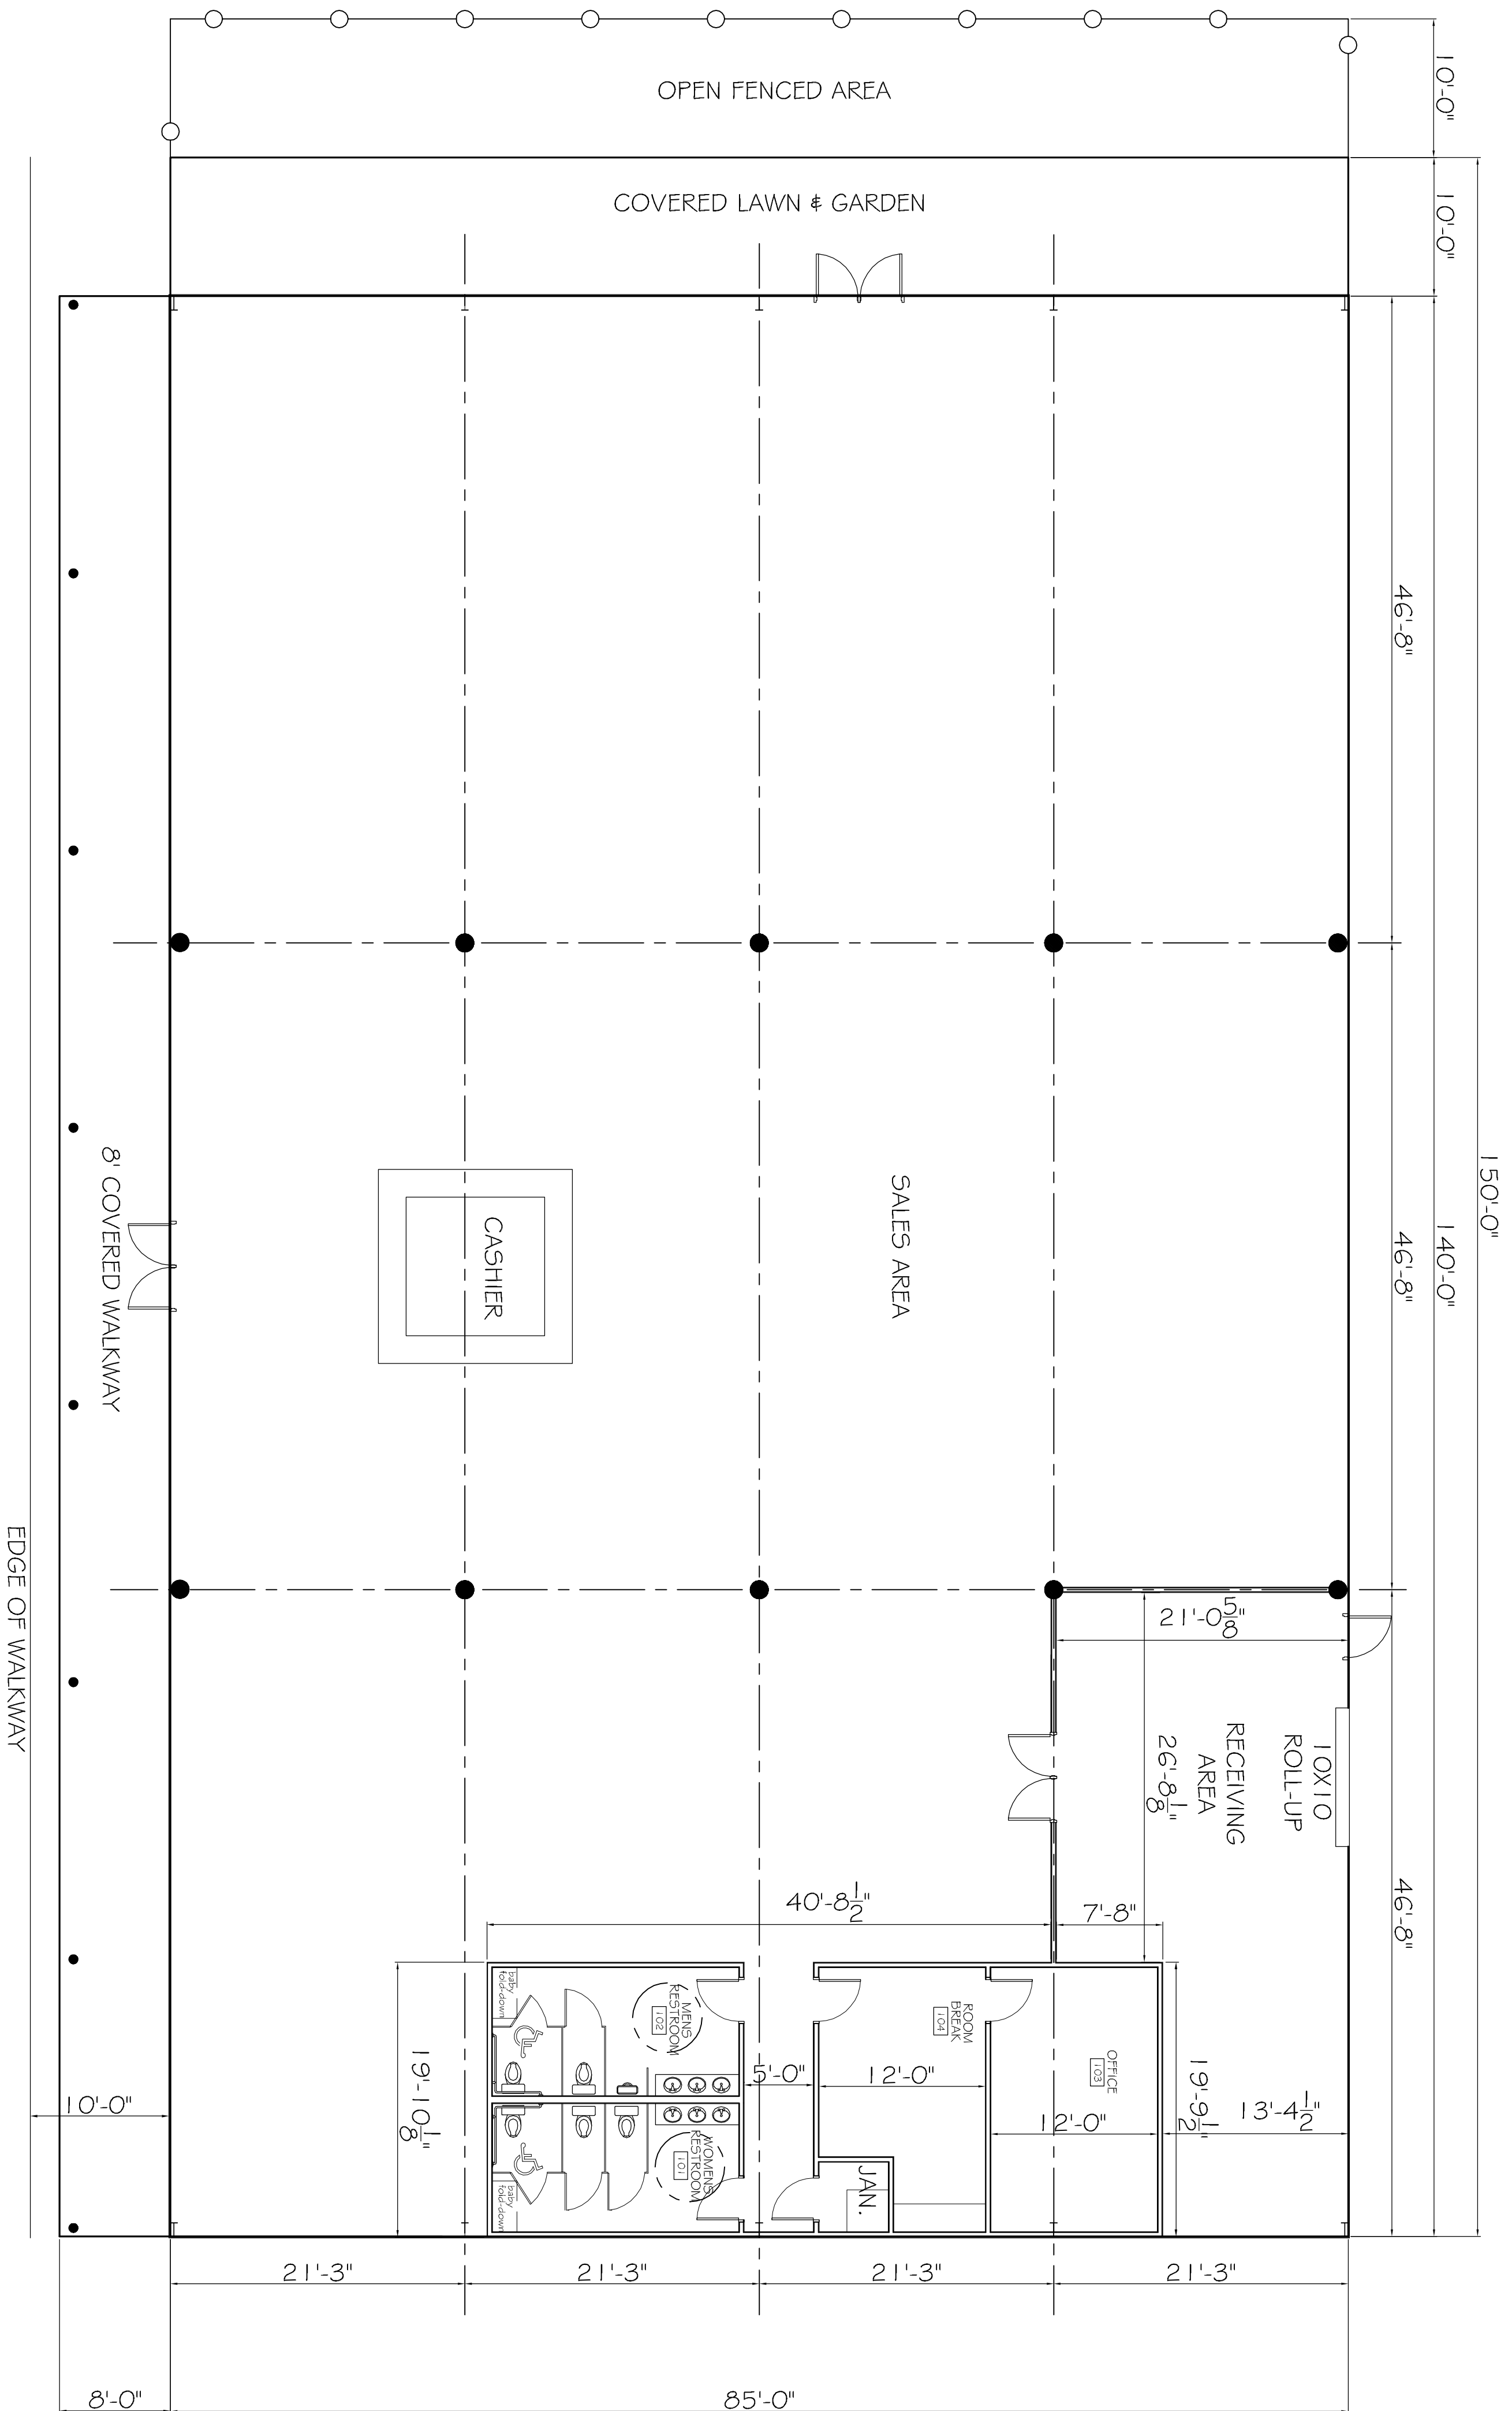 OPEN FENCED AREA
10'-0"
COVERED LAWN & GARDEN
10'-0"
46'-8"
150'-0"
140'-0"
46'-8"
SALES AREA
CASHIER
8' COVERED WALKWAY
EDGE OF WALKWAY
21'-0 5/8"
10X10
ROLL-UP
RECEIVING
AREA
26'-8 1/8"
46'-8"
40'-8 1/2"
7'-8"
baby
fold-down
MENS
RESTROOM
102
ROOM
BREAK
104
OFFICE
103
19'-10 1/8"
5'-0"
12'-0"
12'-0"
19'-9 1/2"
13'-4 1/2"
10'-0"
WOMENS
RESTROOM
101
baby
fold-down
JAN.
21'-3"
21'-3"
21'-3"
21'-3"
8'-0"
85'-0"